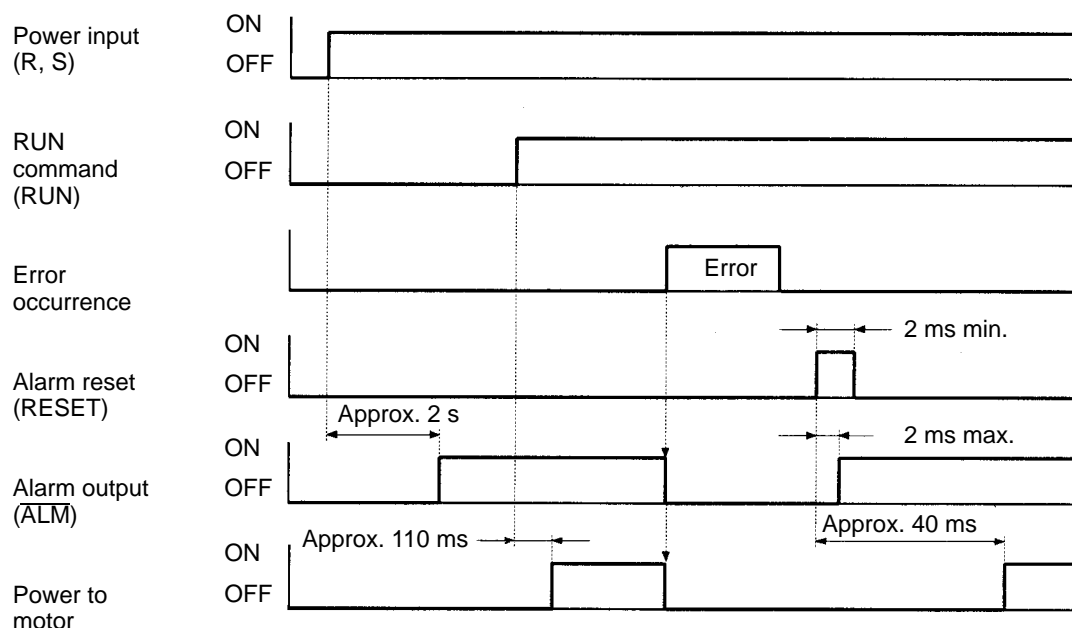 Power input
(R, S)
ON
OFF
RUN
command
(RUN)
ON
OFF
Error
occurrence
Error
Alarm reset
(RESET)
ON
OFF
2 ms min.
Approx. 2 s
Alarm output
(ALM)
ON
OFF
2 ms max.
Approx. 110 ms
Approx. 40 ms
Power to
motor
ON
OFF